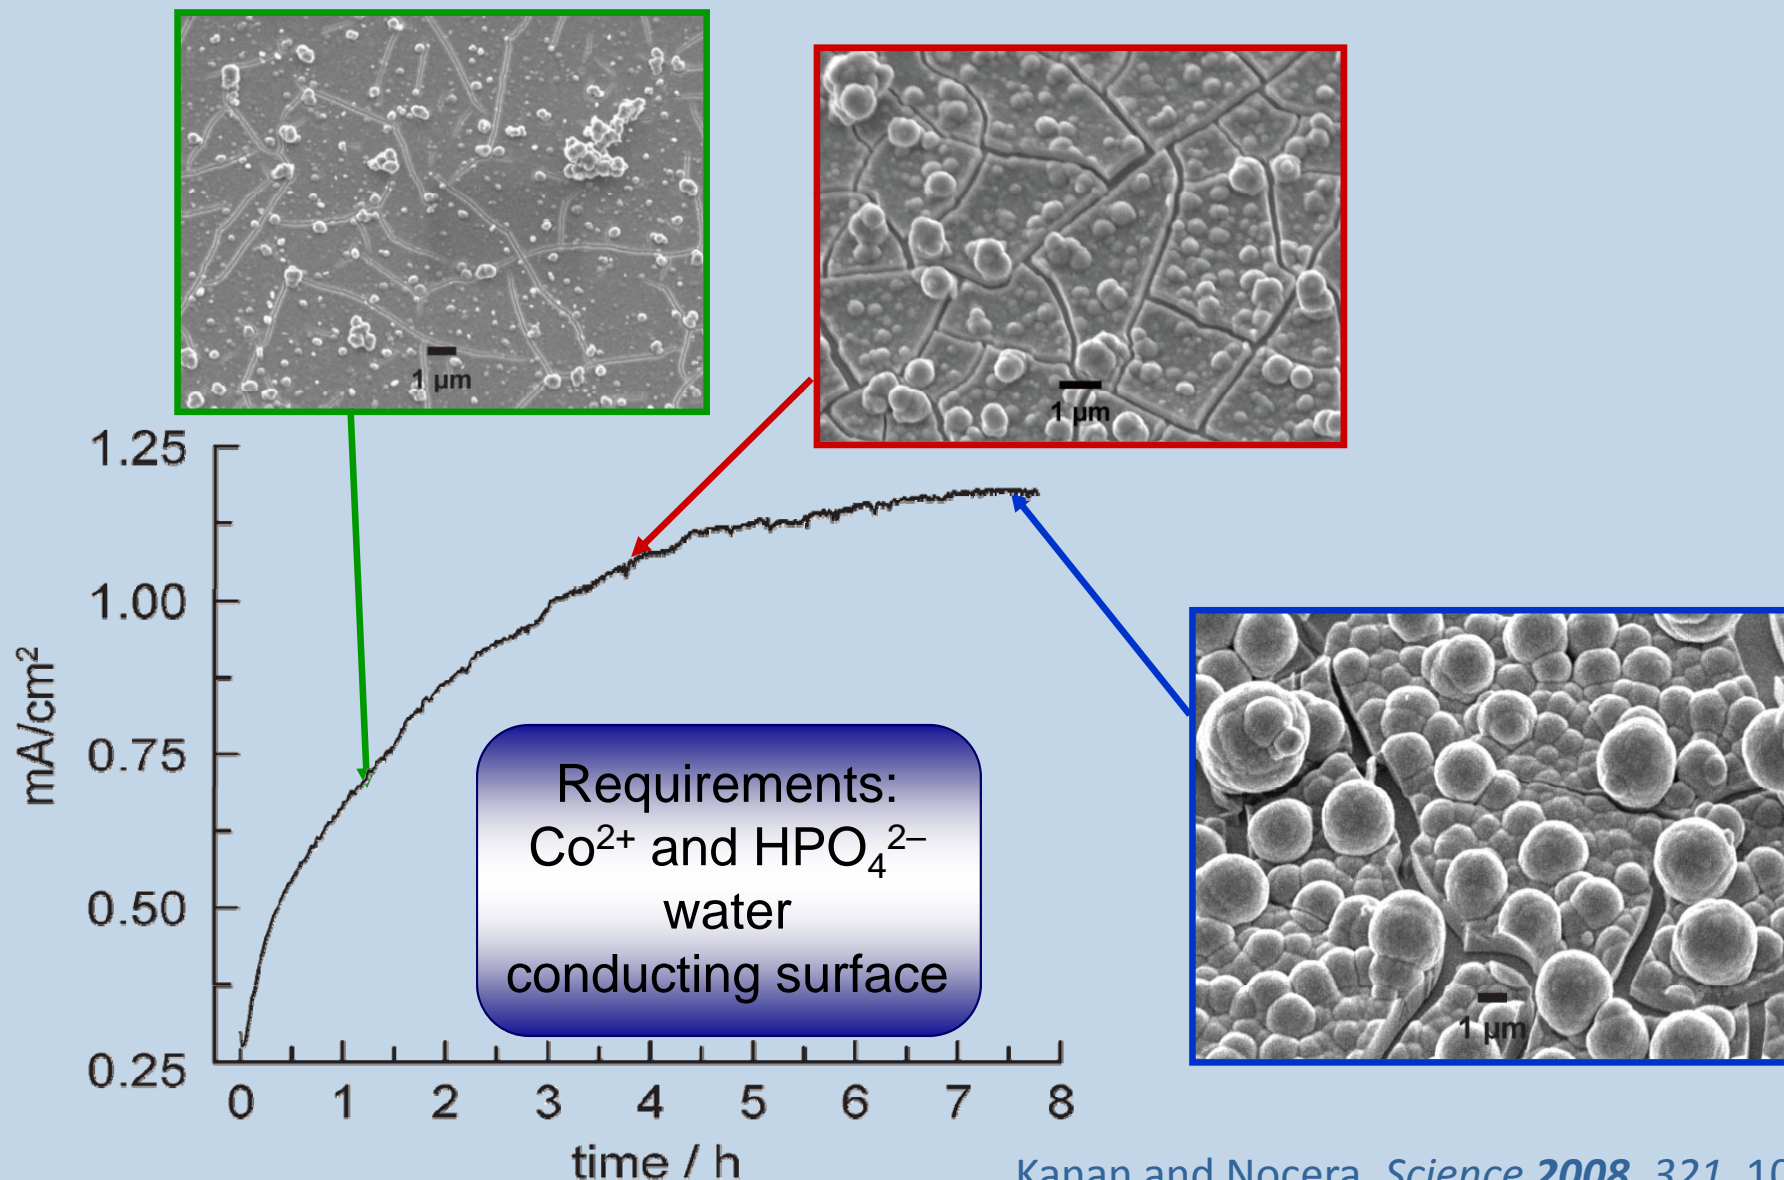 1 µm
1 µm
1.25
1.00
0.75
0.50
0.25
mA/cm²
Requirements:
Co²⁺ and HPO₄²⁻
water
conducting surface
1 µm
0 1 2 3 4 5 6 7 8
time / h
Kanan and Nocera, Science 2008, 321, 10